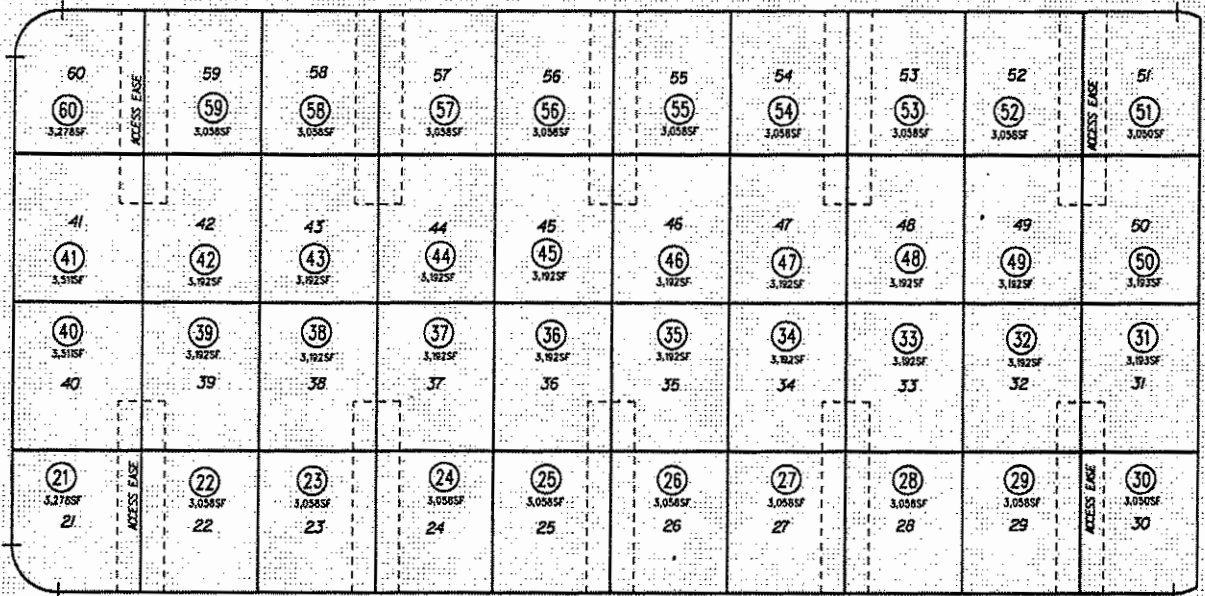 60 59 58 57 56 55 54 53 52 51
60 59 58 57 56 55 54 53 52 51
3,278SF 3,058SF 3,058SF 3,058SF 3,058SF 3,058SF 3,058SF 3,058SF 3,058SF 3,050SF
ACCESS EASE ACCESS EASE
41 42 43 44 45 46 47 48 49 50
41 42 43 44 45 46 47 48 49 50
3,511SF 3,192SF 3,192SF 3,192SF 3,192SF 3,192SF 3,192SF 3,192SF 3,192SF 3,193SF
40 39 38 37 36 35 34 33 32 31
3,511SF 3,192SF 3,192SF 3,192SF 3,192SF 3,192SF 3,192SF 3,192SF 3,192SF 3,193SF
40 39 38 37 36 35 34 33 32 31
21 22 23 24 25 26 27 28 29 30
3,278SF 3,058SF 3,058SF 3,058SF 3,058SF 3,058SF 3,058SF 3,058SF 3,058SF 3,050SF
21 22 23 24 25 26 27 28 29 30
ACCESS EASE ACCESS EASE